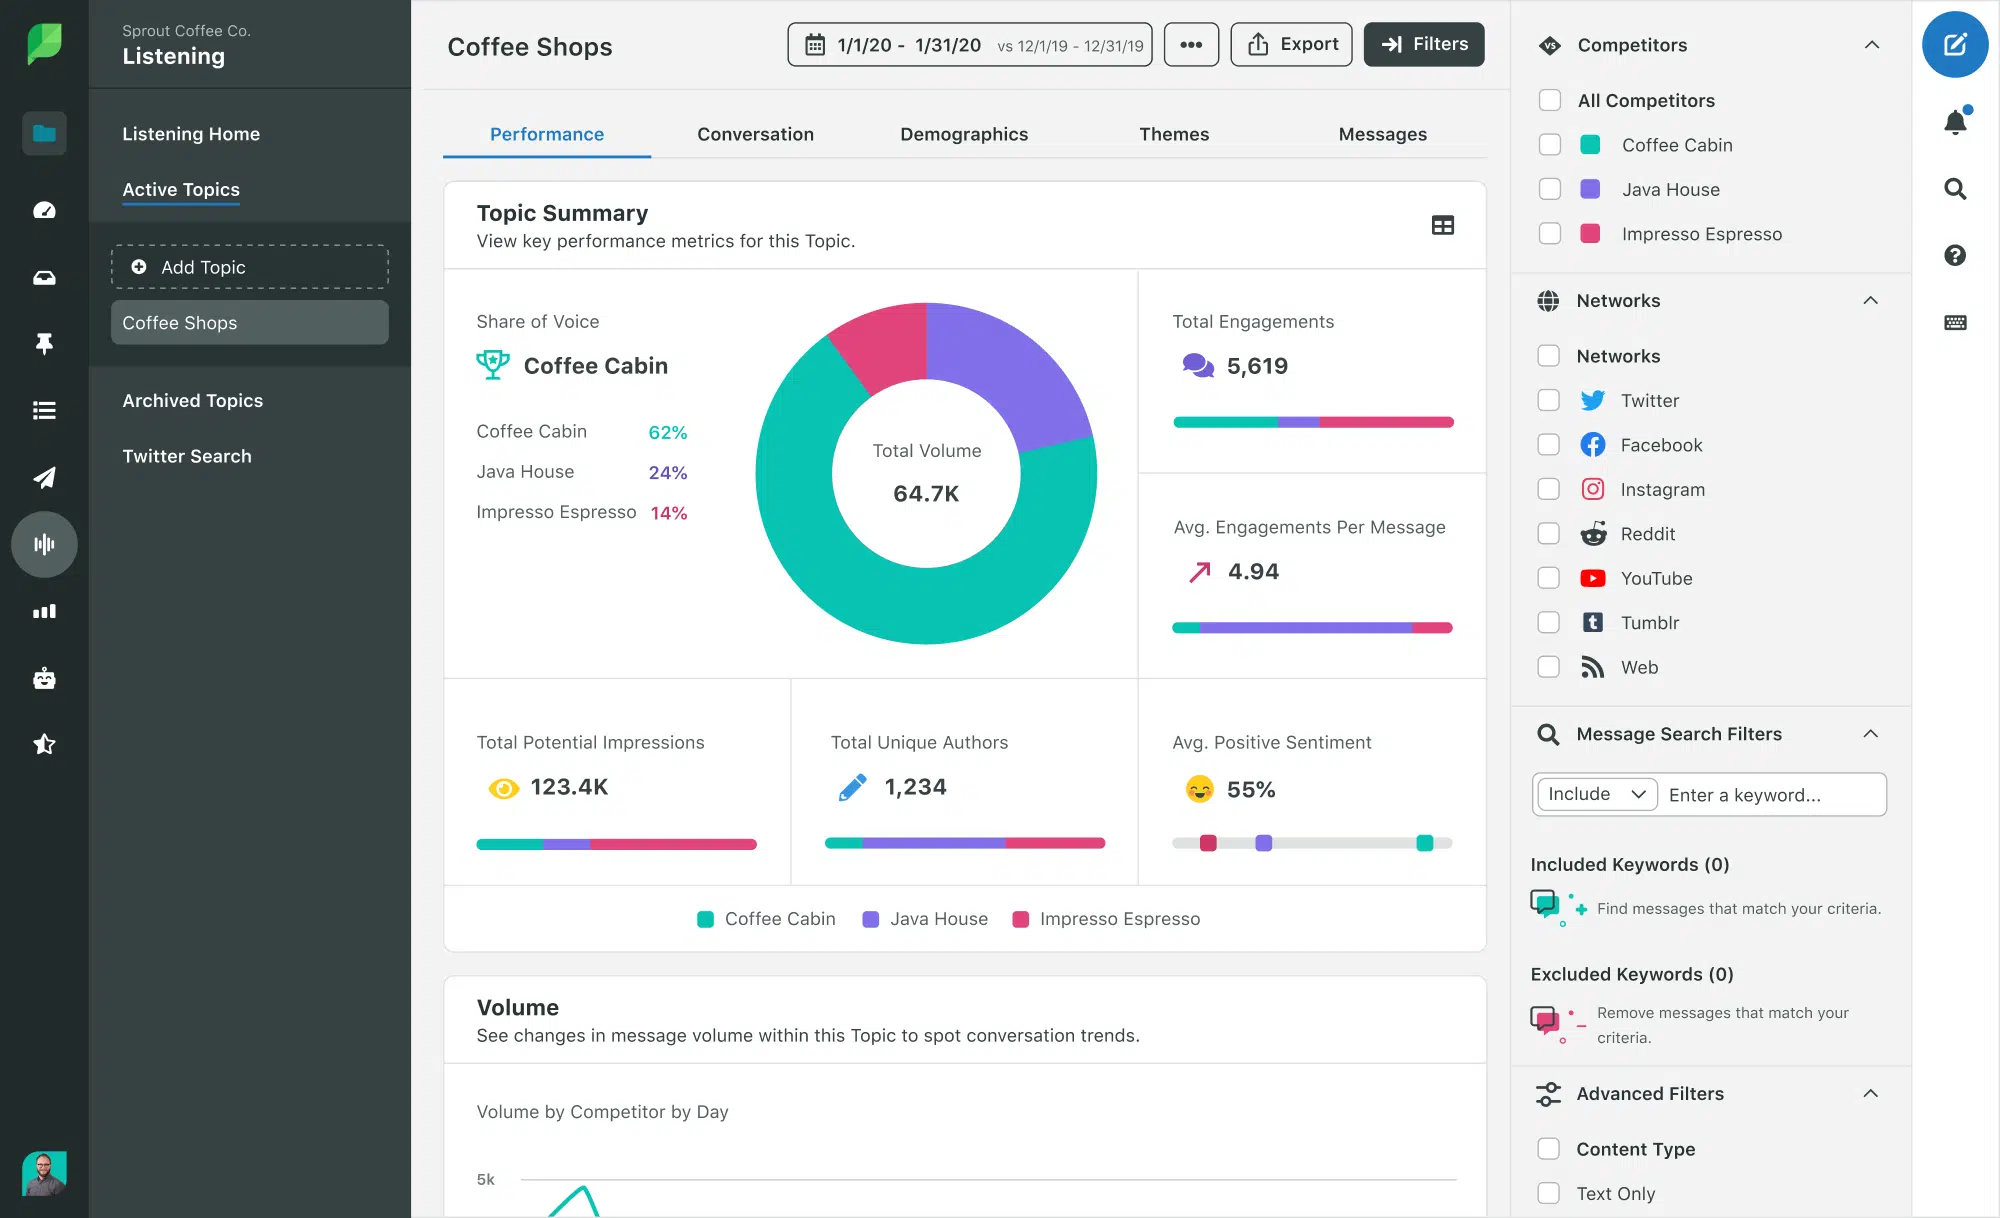 Sprout Coffee Co.
Listening
Listening Home
Active Topics
Add Topic
Coffee Shops
Archived Topics
Twitter Search
Coffee Shops
1/1/20 - 1/31/20 vs 12/1/19 - 12/31/19
Export
Filters
Performance
Conversation
Demographics
Themes
Messages
Topic Summary
View key performance metrics for this Topic.
Share of Voice
Coffee Cabin
Coffee Cabin 62%
Java House 24%
Impresso Espresso 14%
Total Volume
64.7K
Total Engagements
5,619
Avg. Engagements Per Message
4.94
Total Potential Impressions
123.4K
Total Unique Authors
1,234
Avg. Positive Sentiment
55%
Coffee Cabin
Java House
Impresso Espresso
Volume
See changes in message volume within this Topic to spot conversation trends.
Volume by Competitor by Day
5k
VS
Competitors
All Competitors
Coffee Cabin
Java House
Impresso Espresso
Networks
Networks
Twitter
Facebook
Instagram
Reddit
YouTube
Tumblr
Web
Message Search Filters
Include
Enter a keyword...
Included Keywords (0)
Find messages that match your criteria.
Excluded Keywords (0)
Remove messages that match your
criteria.
Advanced Filters
Content Type
Text Only